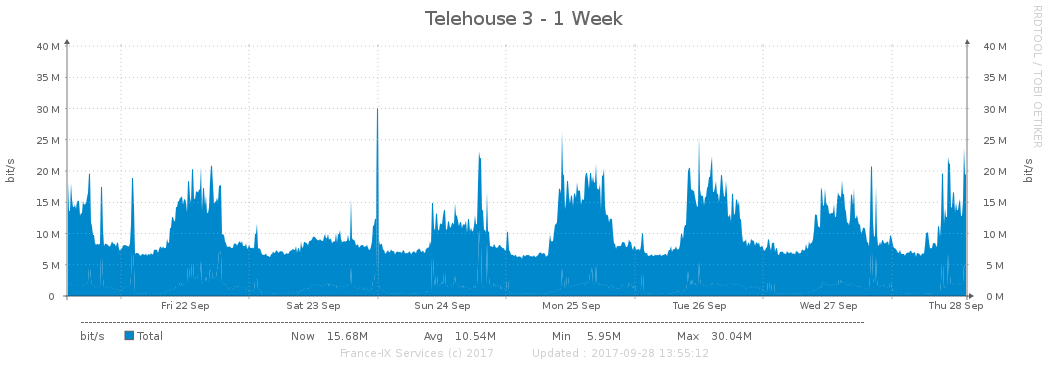 Telehouse 3 - 1 Week
RRDTOOL / TOBI OETIKER
40 M 40 M
35 M 35 M
30 M 30 M
25 M 25 M
20 M 20 M
15 M 15 M
10 M 10 M
5 M 5 M
0 0 M
bit/s bit/s
Fri 22 Sep Sat 23 Sep Sun 24 Sep Mon 25 Sep Tue 26 Sep Wed 27 Sep Thu 28 Sep
bit/s Total Now 15.68M Avg 10.54M Min 5.95M Max 30.04M
France-IX Services (c) 2017 Updated : 2017-09-28 13:55:12